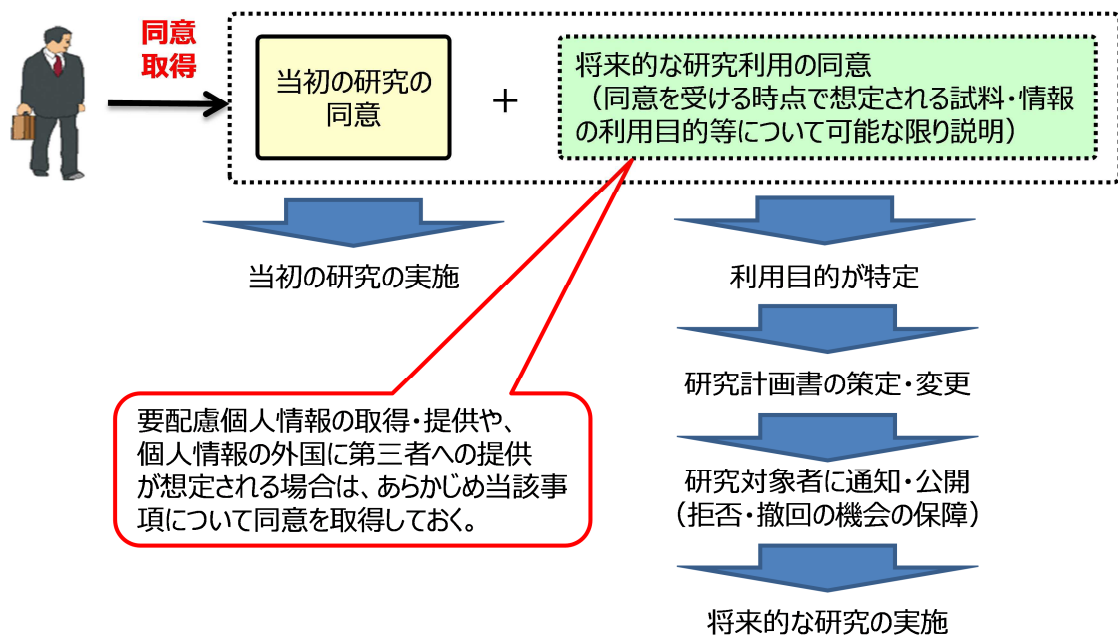 同意
取得
当初の研究の
同意
+
将来的な研究利用の同意
（同意を受ける時点で想定される試料・情報
の利用目的等について可能な限り説明）
当初の研究の実施
利用目的が特定
研究計画書の策定・変更
要配慮個人情報の取得・提供や、
個人情報の外国に第三者への提供
が想定される場合は、あらかじめ当該事
項について同意を取得しておく。
研究対象者に通知・公開
（拒否・撤回の機会の保障）
将来的な研究の実施